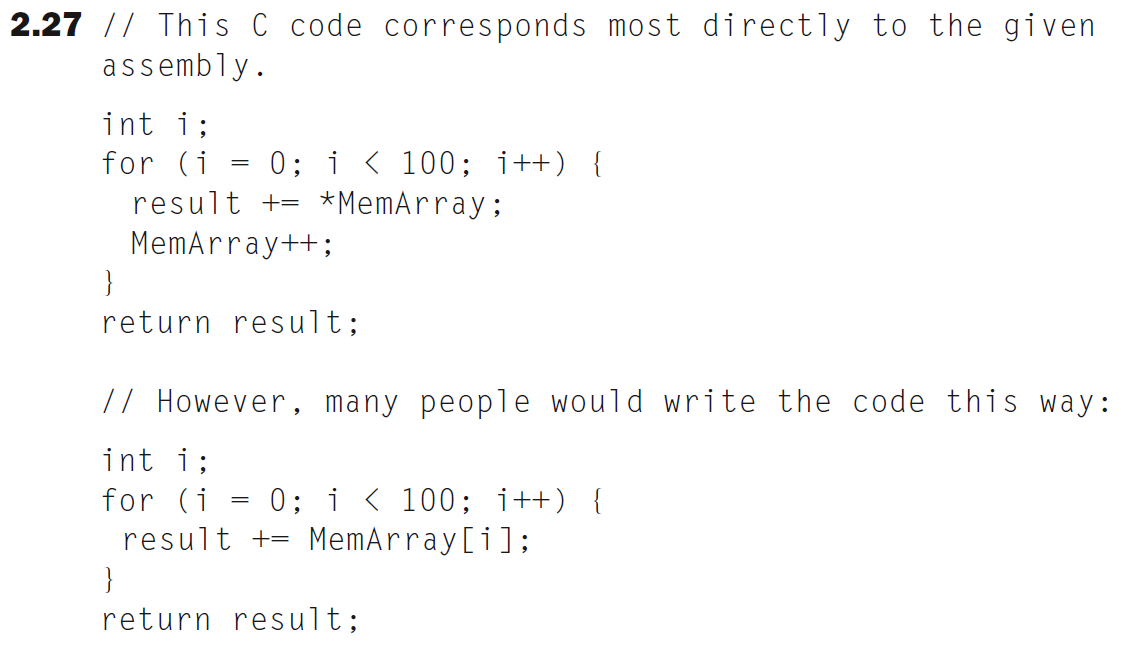 2.27 // This C code corresponds most directly to the given
assembly.
int i;
for (i = 0; i < 100; i++) {
result += *MemArray;
MemArray++;
}
return result;
// However, many people would write the code this way:
int i;
for (i = 0; i < 100; i++) {
result += MemArray[i];
}
return result;